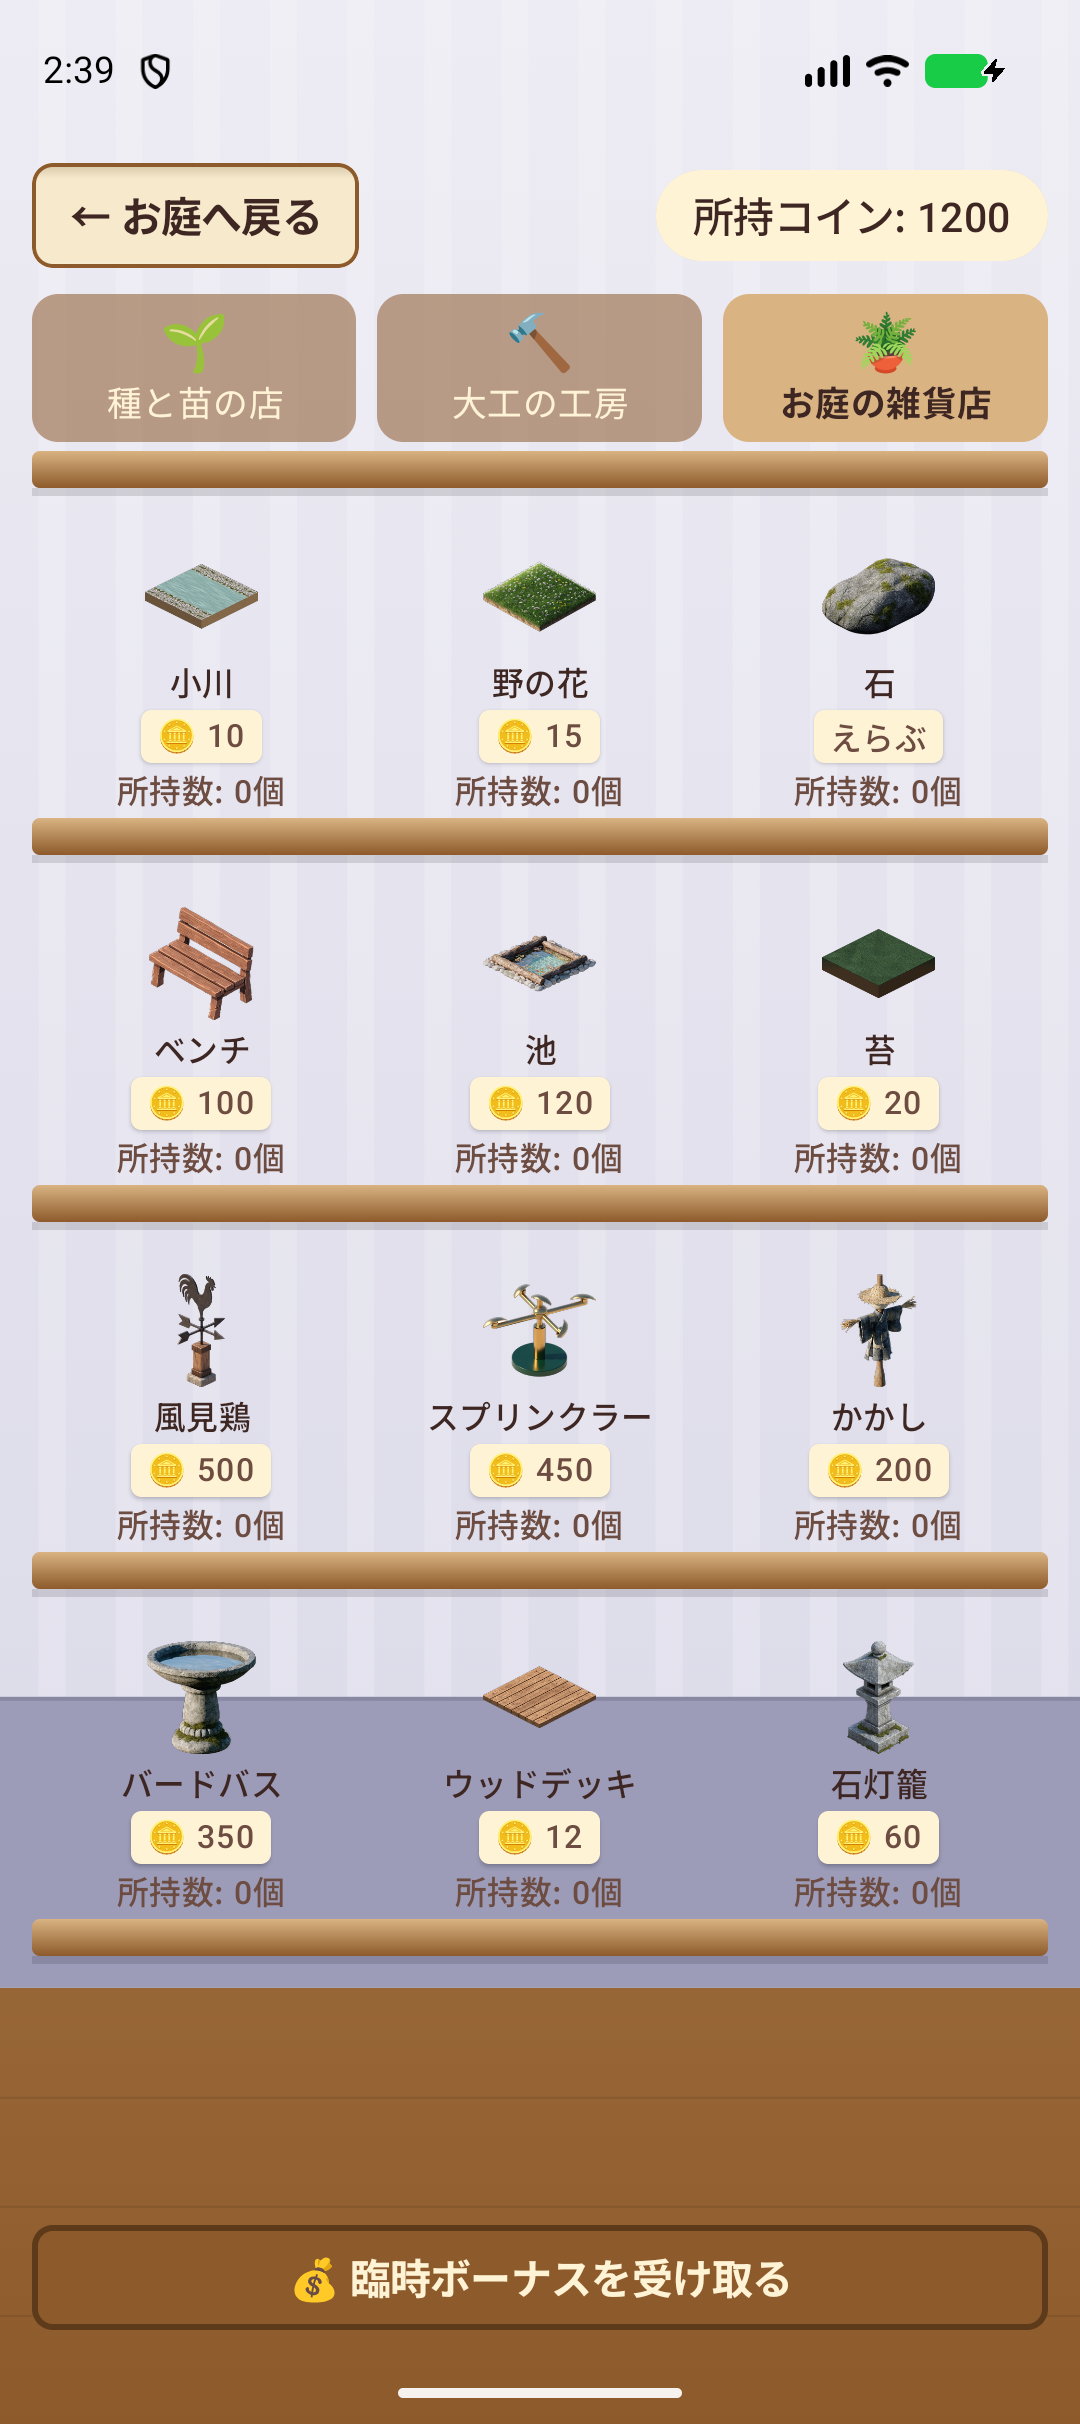 2:39
← お庭へ戻る
所持コイン: 1200
種と苗の店
大工の工房
お庭の雑貨店
小川
野の花
石
10
15
えらぶ
所持数: 0個
所持数: 0個
所持数: 0個
ベンチ
池
苔
100
120
20
所持数: 0個
所持数: 0個
所持数: 0個
風見鶏
スプリンクラー
かかし
500
450
200
所持数: 0個
所持数: 0個
所持数: 0個
バードバス
ウッドデッキ
石灯籠
350
12
60
所持数: 0個
所持数: 0個
所持数: 0個
臨時ボーナスを受け取る